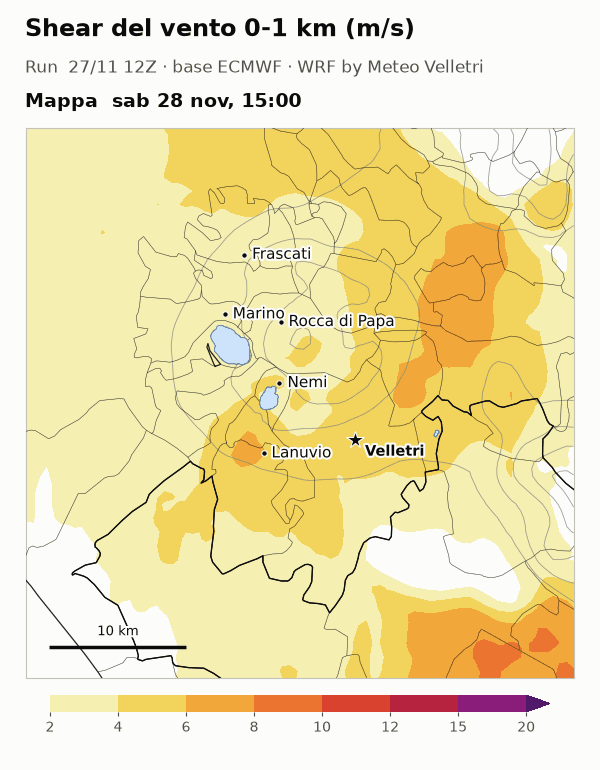 Shear del vento 0-1 km (m/s)
Run  27/11 12Z · base ECMWF · WRF by Meteo Velletri
Mappa  sab 28 nov, 15:00
Frascati
Marino
Rocca di Papa
Nemi
Velletri
Lanuvio
10 km
2 4 6 8 10 12 15 20